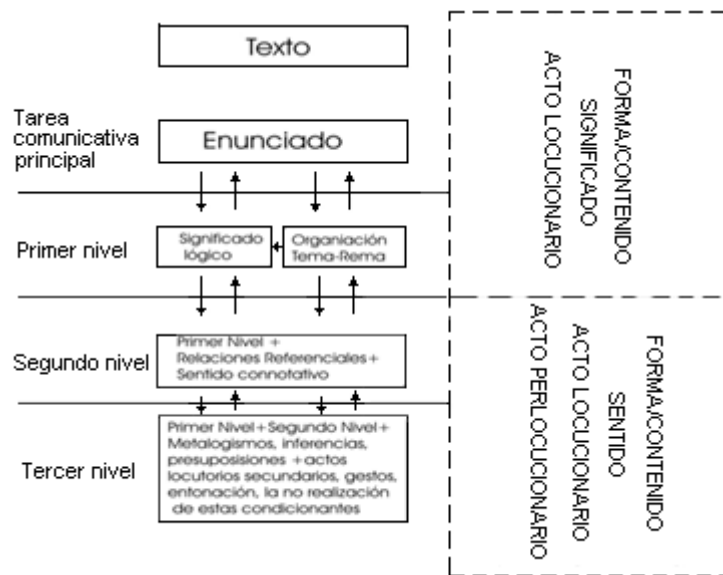 Texto
Tarea
comunicativa
principal
Enunciado
Primer nivel
Significado
lógico
Organiación
Tema-Rema
Segundo nivel
Primer Nivel +
Relaciones Referenciales+
Sentido connotativo
Tercer nivel
Primer Nivel+Segundo Nivel+
Metalogismos, inferencias,
presuposisiones +actos
locutorios secundarios, gestos,
entonación, la no realización
de estas condicionantes
FORMA/CONTENIDO
SIGNIFICADO
ACTO LOCUCIONARIO
FORMA/CONTENIDO
SENTIDO
ACTO LOCUCIONARIO
ACTO PERLOCUCIONARIO